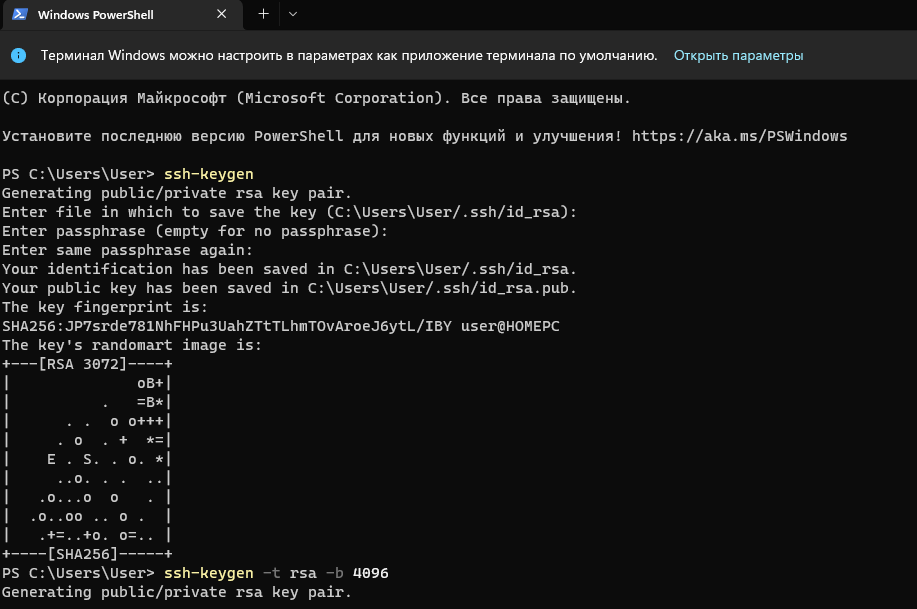 Windows PowerShell
Терминал Windows можно настроить в параметрах как приложение терминала по умолчанию. Открыть параметры
(C) Корпорация Майкрософт (Microsoft Corporation). Все права защищены.
Установите последнюю версию PowerShell для новых функций и улучшения! https://aka.ms/PSWindows
PS C:\Users\User> ssh-keygen
Generating public/private rsa key pair.
Enter file in which to save the key (C:\Users\User/.ssh/id_rsa):
Enter passphrase (empty for no passphrase):
Enter same passphrase again:
Your identification has been saved in C:\Users\User/.ssh/id_rsa.
Your public key has been saved in C:\Users\User/.ssh/id_rsa.pub.
The key fingerprint is:
SHA256:JP7srde781NhFHPu3UahZTtTLhmTOvAroeJ6ytL/IBY user@HOMEPC
The key's randomart image is:
+---[RSA 3072]----+
|              oB+|
|          .   =B*|
|      . .  o o+++|
|     . o  . +  *=|
|    E . S. . o. *|
|     ..o. . .  ..|
|   .o...o  o   . |
|  .o..oo .. o .  |
|   .+=..+o. o=.. |
+----[SHA256]-----+
PS C:\Users\User> ssh-keygen -t rsa -b 4096
Generating public/private rsa key pair.